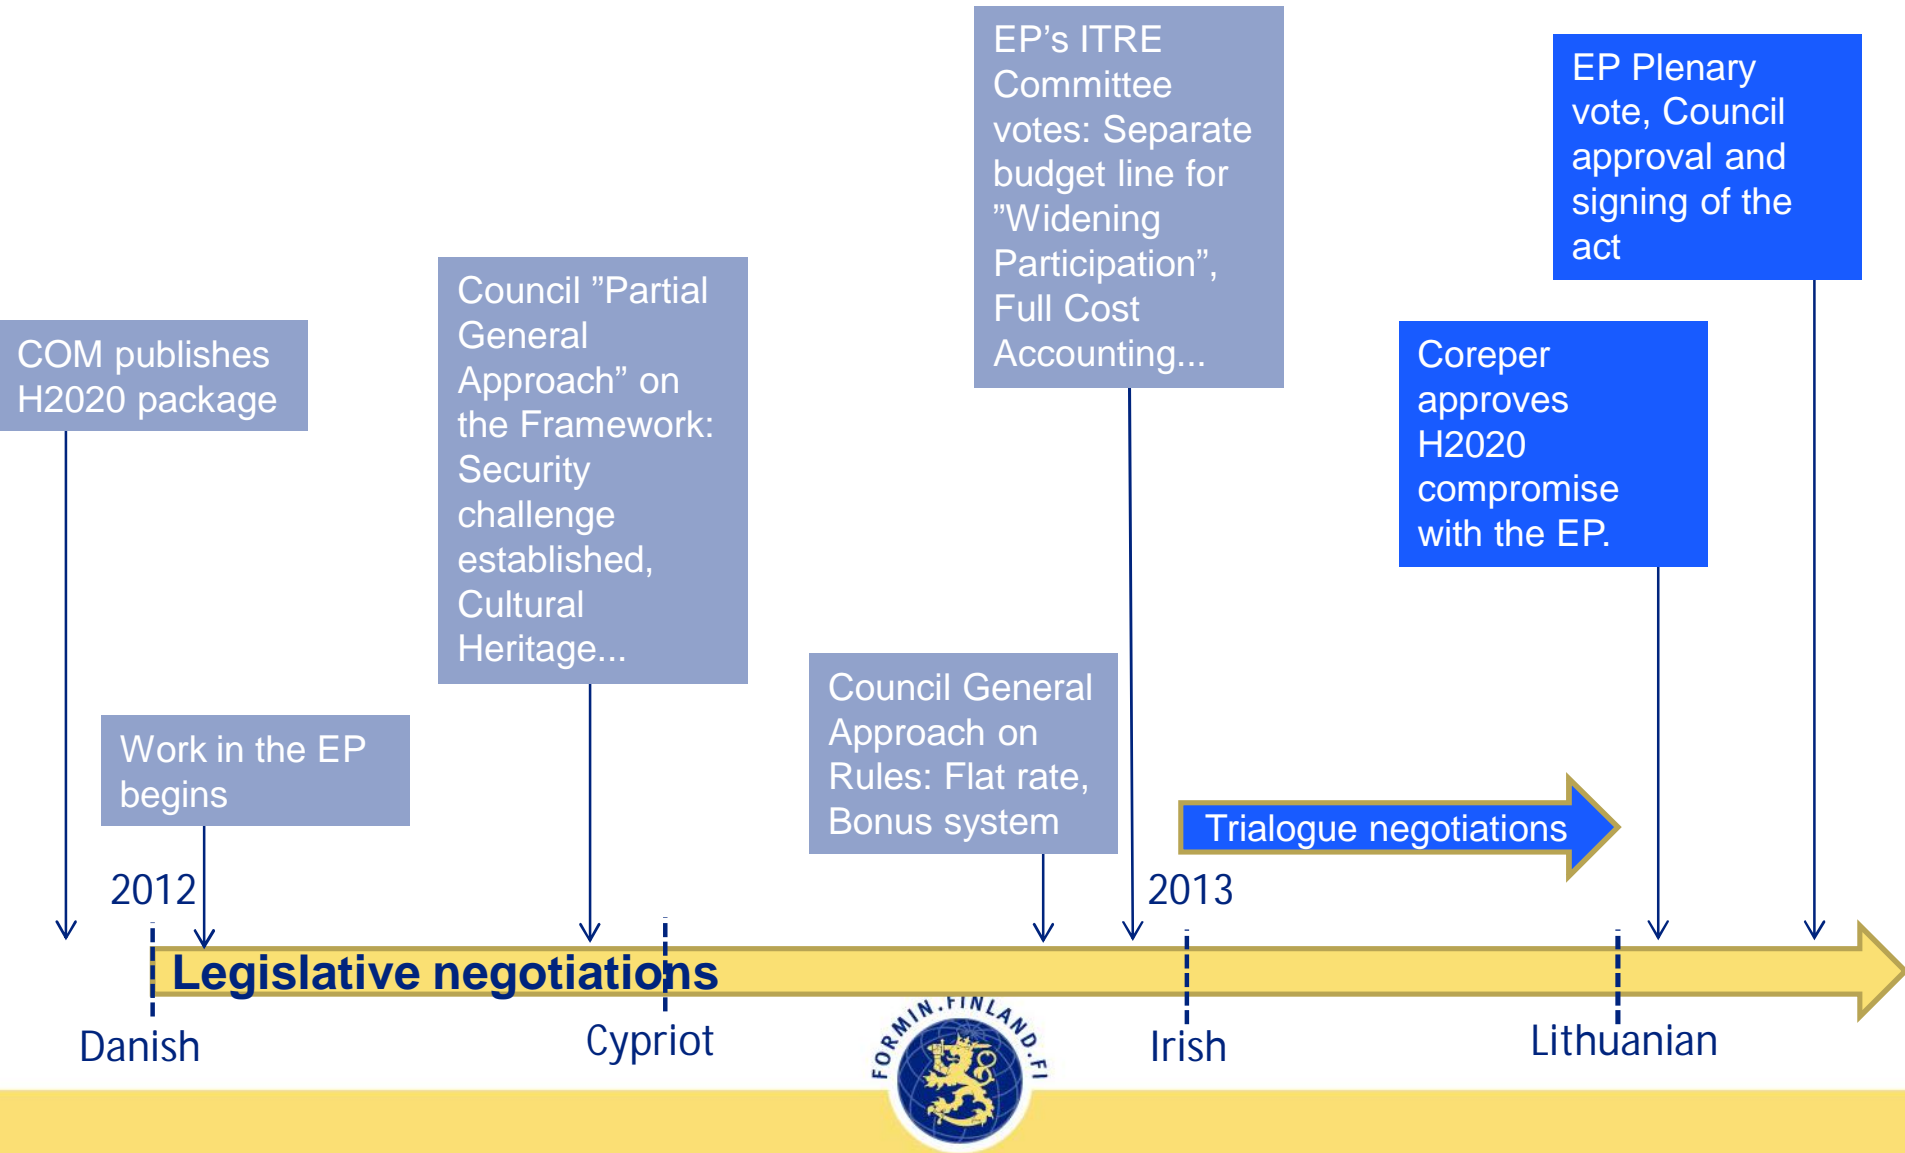 COM publishes
H2020 package
Work in the EP
begins
Council ”Partial
General
Approach” on
the Framework:
Security
challenge
established,
Cultural
Heritage...
Council General
Approach on
Rules: Flat rate,
Bonus system
EP’s ITRE
Committee
votes: Separate
budget line for
”Widening
Participation”,
Full Cost
Accounting...
Trialogue negotiations
Coreper
approves
H2020
compromise
with the EP.
EP Plenary
vote, Council
approval and
signing of the
act
2012
2013
Legislative negotiations
Danish
Cypriot
Irish
Lithuanian
FORMIN.FINLAND.FI